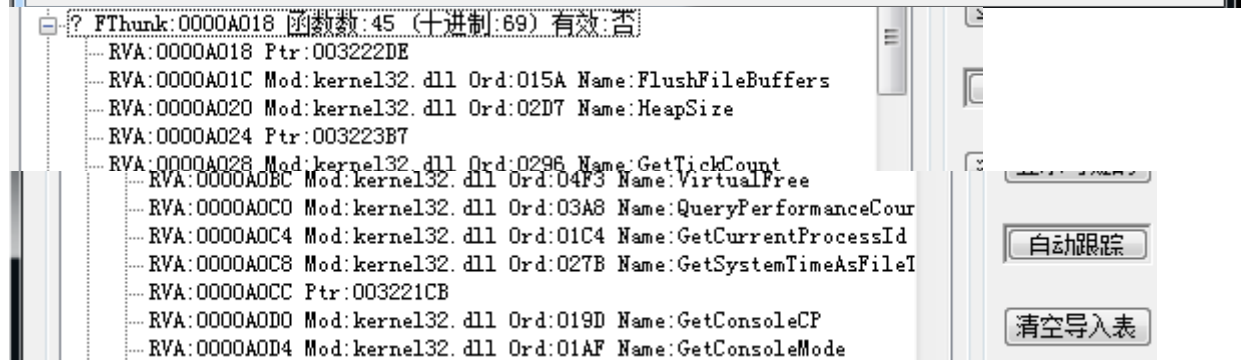 ? FThunk:0000A018 函数数:45 (十进制:69) 有效:否
RVA:0000A018 Ptr:003222DE
RVA:0000A01C Mod:kernel32.dll Ord:015A Name:FlushFileBuffers
RVA:0000A020 Mod:kernel32.dll Ord:02D7 Name:HeapSize
RVA:0000A024 Ptr:003223B7
RVA:0000A028 Mod:kernel32.dll Ord:0296 Name:GetTickCount
RVA:0000A0BC Mod:kernel32.dll Ord:04F3 Name:VirtualFree
RVA:0000A0C0 Mod:kernel32.dll Ord:03A8 Name:QueryPerformanceCour
RVA:0000A0C4 Mod:kernel32.dll Ord:01C4 Name:GetCurrentProcessId
自动跟踪
RVA:0000A0C8 Mod:kernel32.dll Ord:027B Name:GetSystemTimeAsFileT
RVA:0000A0CC Ptr:003221CB
RVA:0000A0D0 Mod:kernel32.dll Ord:019D Name:GetConsoleCP
清空导入表
RVA:0000A0D4 Mod:kernel32.dll Ord:01AF Name:GetConsoleMode